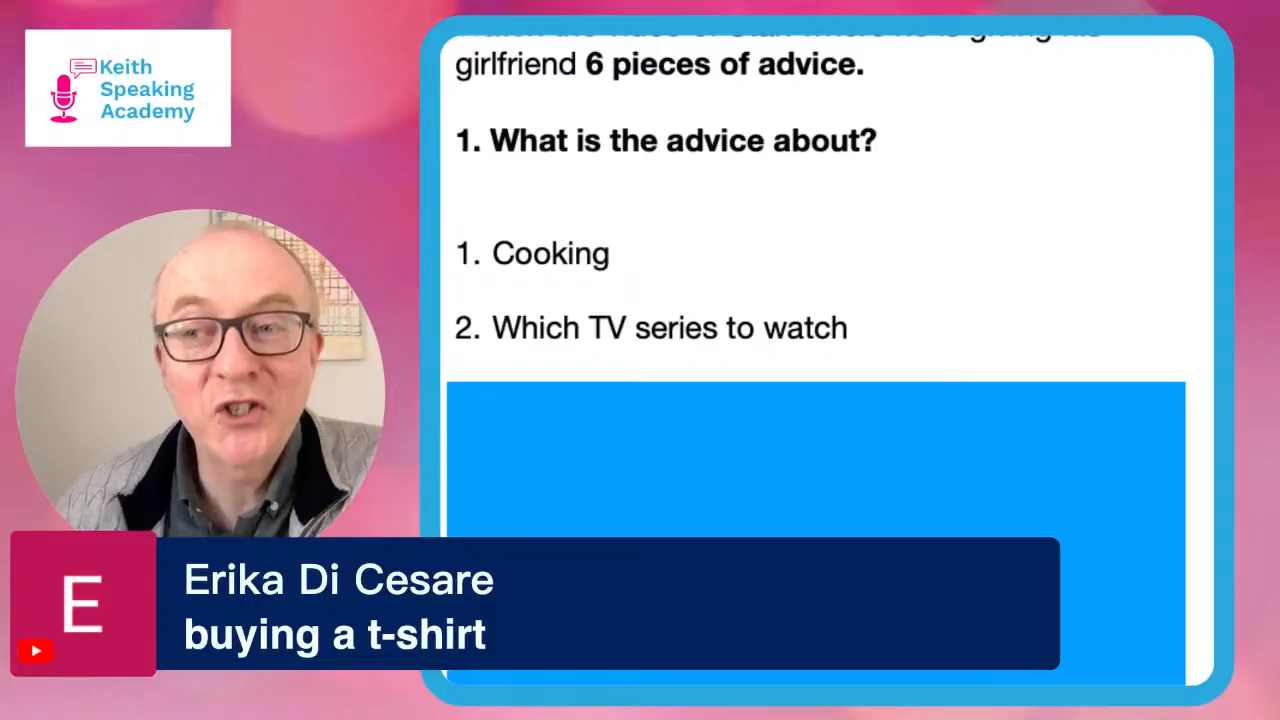 Keith
Speaking
Academy
girlfriend 6 pieces of advice.
1. What is the advice about?
1. Cooking
2. Which TV series to watch
E
Erika Di Cesare
buying a t-shirt